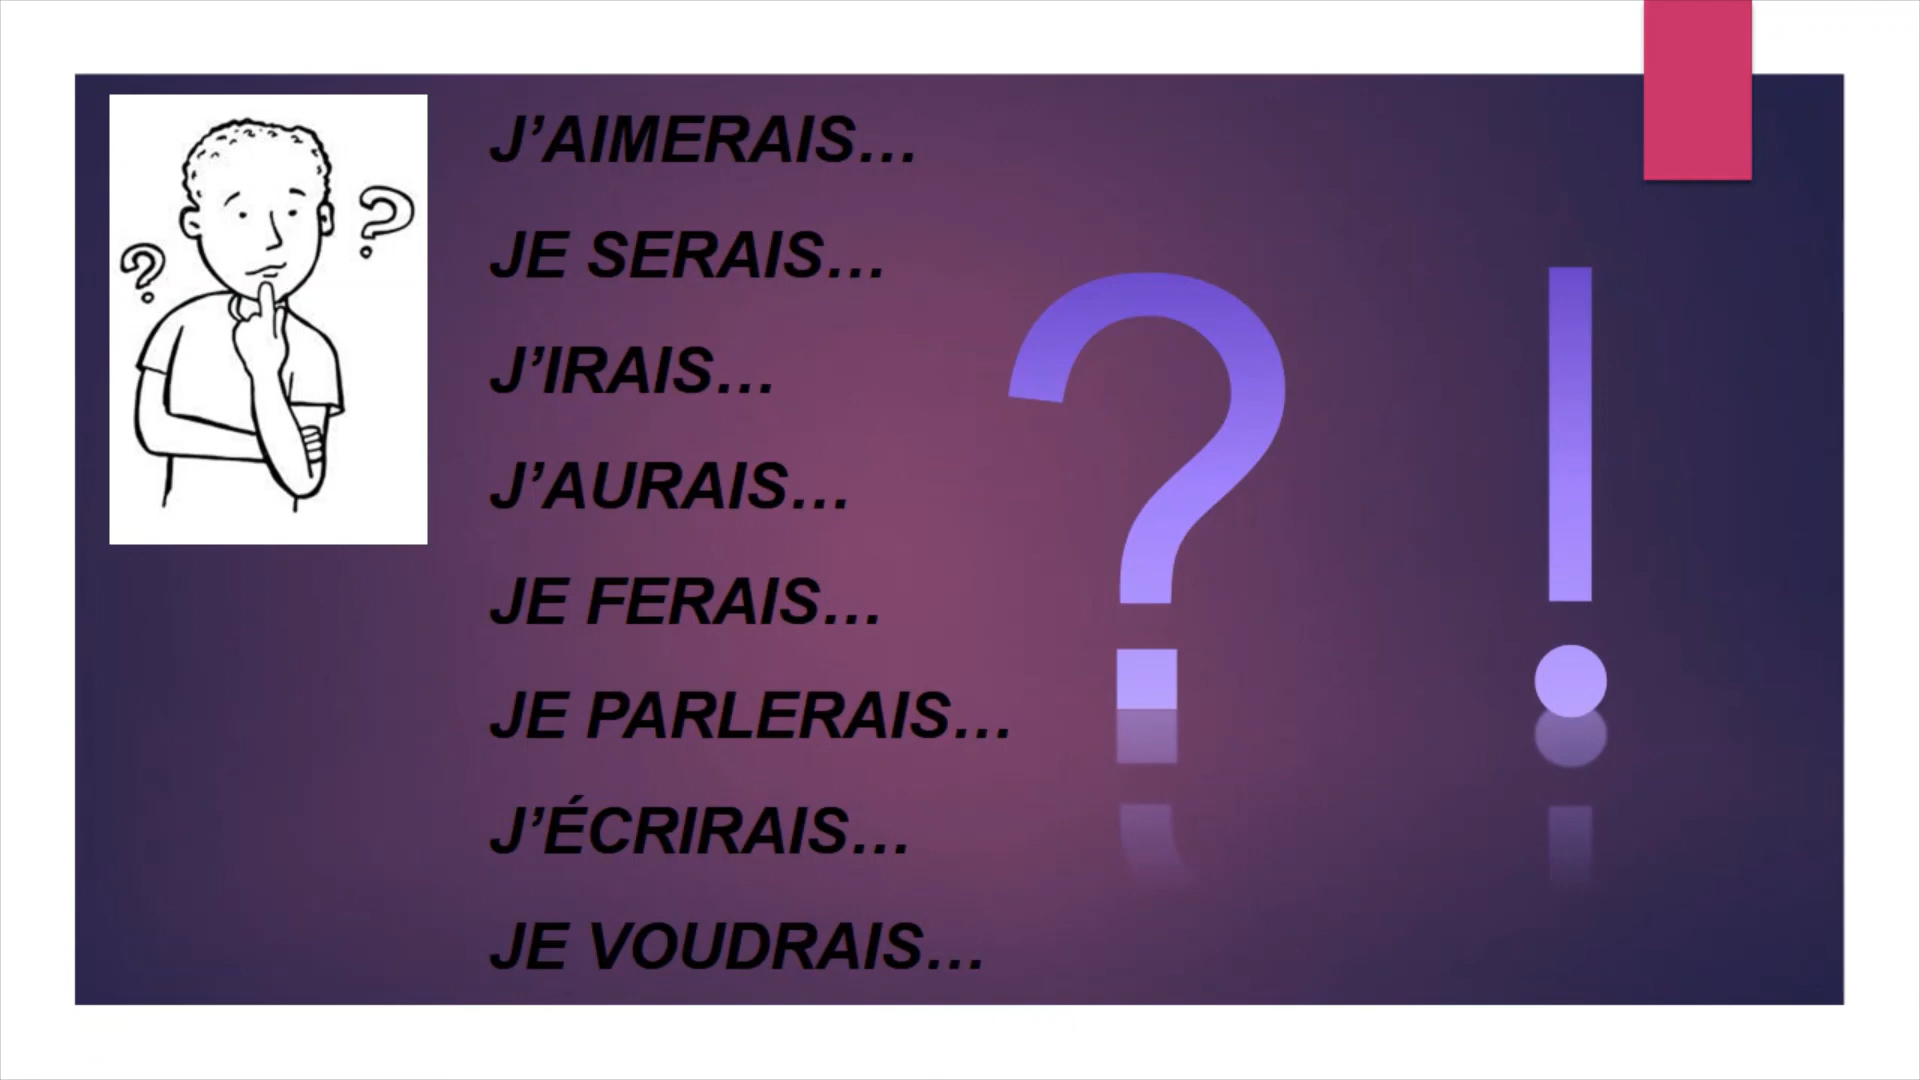 J’AIMERAIS…
JE SERAIS…
J’IRAIS…
J’AURAIS…
JE FERAIS…
JE PARLERAIS…
J’ÉCRIRAIS…
JE VOUDRAIS…
? !
? ?